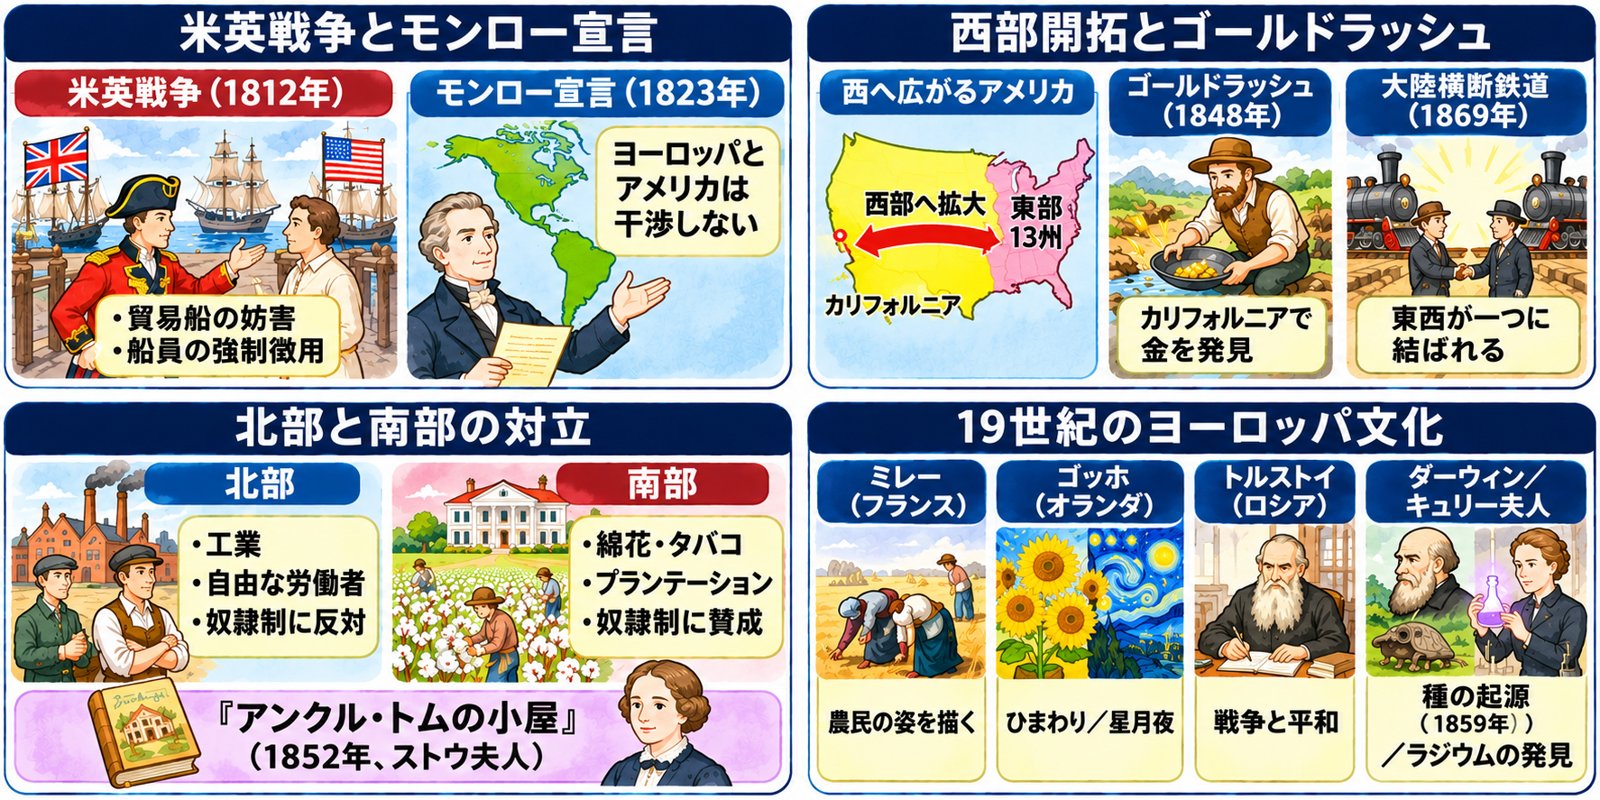 米英戦争とモンロー宣言
米英戦争（1812年）
・貿易船の妨害
・船員の強制徴用
モンロー宣言（1823年）
ヨーロッパと
アメリカは
干渉しない
西部開拓とゴールドラッシュ
西へ広がるアメリカ
西部へ拡大
東部
13州
カリフォルニア
ゴールドラッシュ
（1848年）
カリフォルニアで
金を発見
大陸横断鉄道
（1869年）
東西が一つに
結ばれる
北部と南部の対立
北部
・工業
・自由な労働者
・奴隷制に反対
南部
・綿花・タバコ
・プランテーション
・奴隷制に賛成
『アンクル・トムの小屋』
（1852年、ストウ夫人）
19世紀のヨーロッパ文化
ミレー
（フランス）
農民の姿を描く
ゴッホ
（オランダ）
ひまわり／星月夜
トルストイ
（ロシア）
戦争と平和
ダーウィン／
キュリー夫人
種の起源
（1859年））
／ラジウムの発見